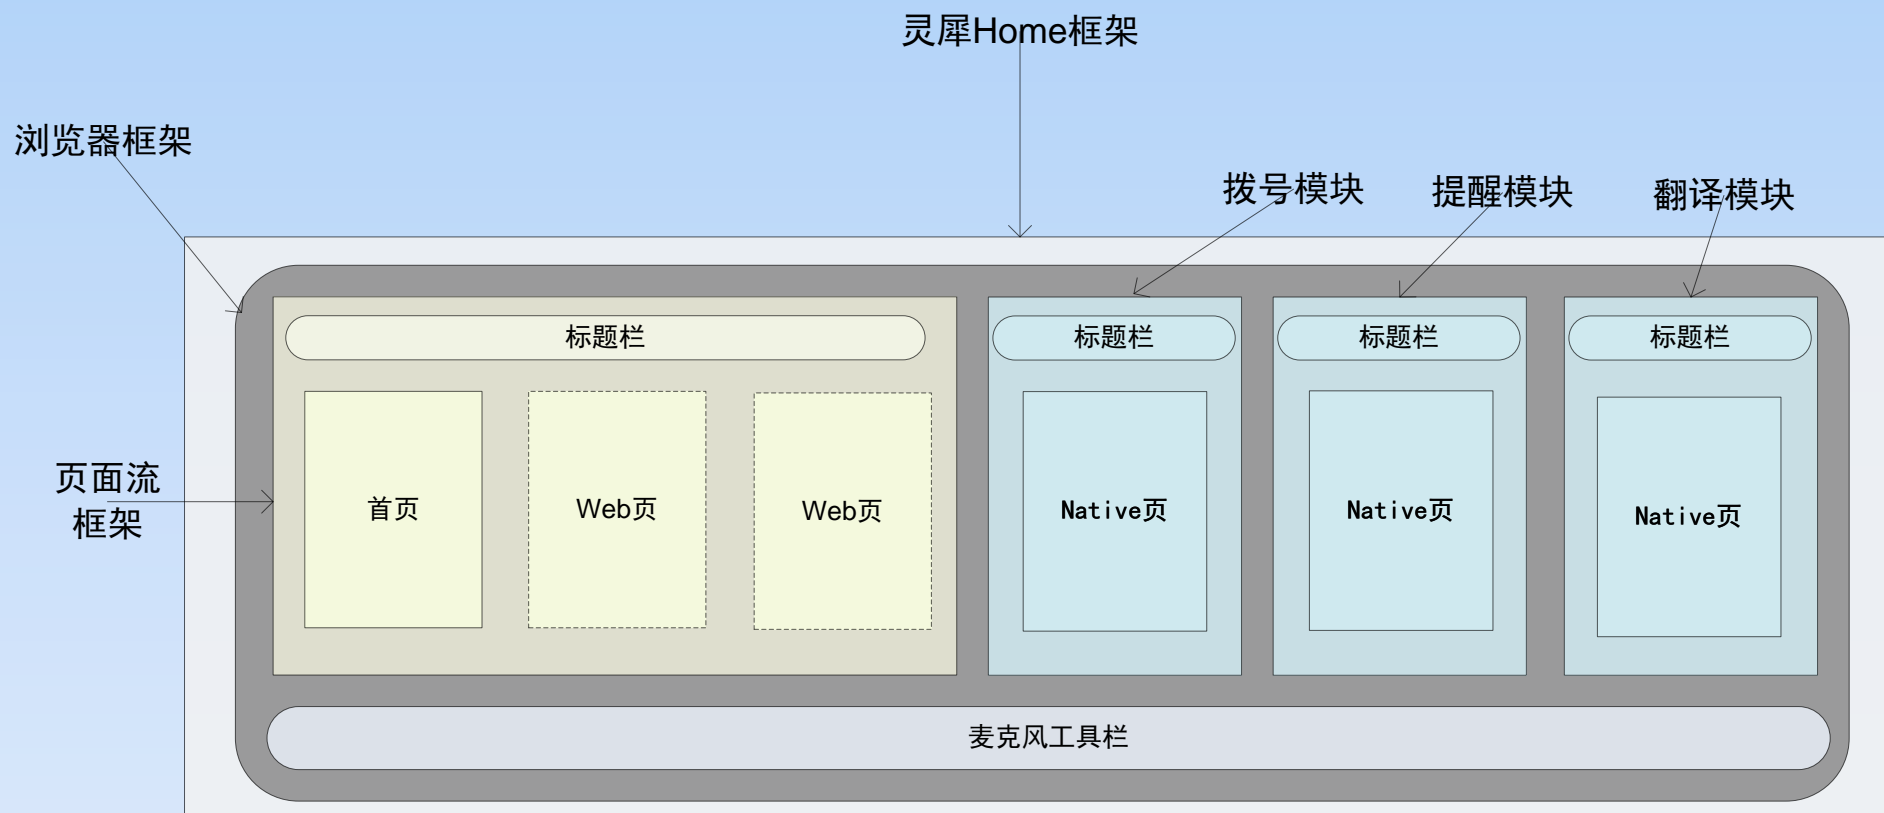 灵犀Home框架
浏览器框架
拨号模块
提醒模块
翻译模块
标题栏
标题栏
标题栏
标题栏
页面流
框架
首页
Web页
Web页
Native页
Native页
Native页
麦克风工具栏